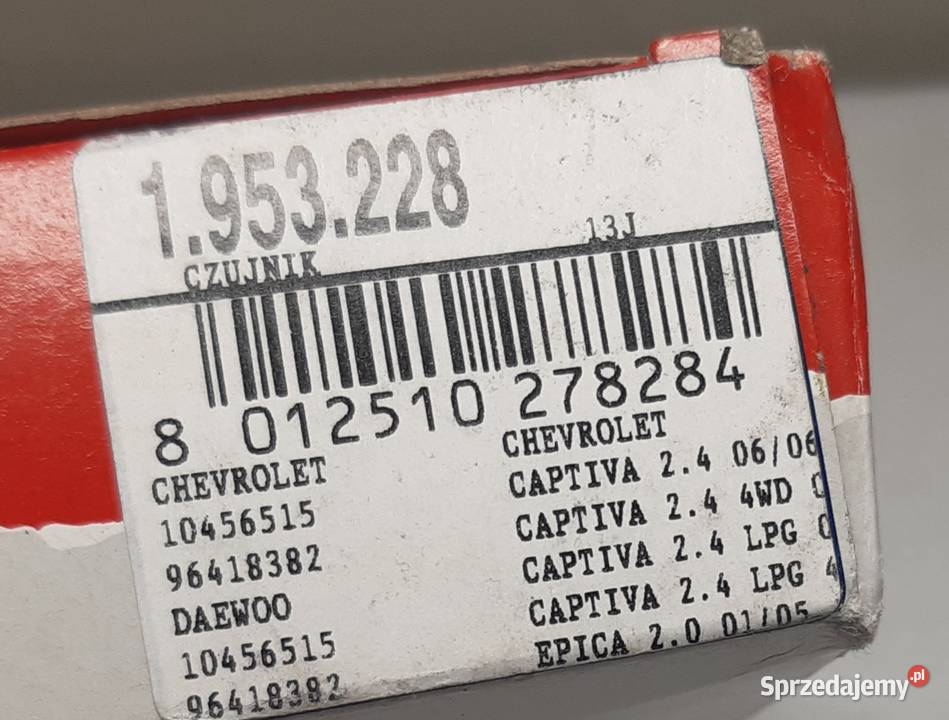 1.953.228
CZUJNIK 13J
8 012510 278284
CHEVROLET
10456515
96418382
DAEWOO
10456515
96418382
CHEVROLET
CAPTIVA 2.4 06/06
CAPTIVA 2.4 4WD
CAPTIVA 2.4 LPG
CAPTIVA 2.4 LPG 4
EPICA 2.0 01/05
Sprzedajemy.pl